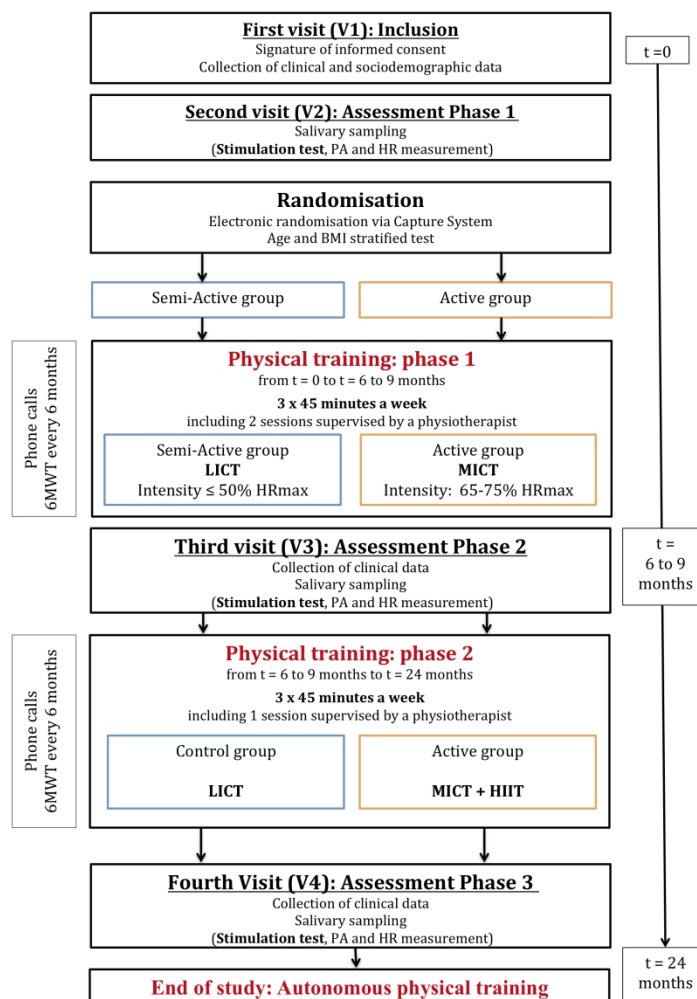 First visit (V1): Inclusion
Signature of informed consent
Collection of clinical and sociodemographic data
t =0
Second visit (V2): Assessment Phase 1
Salivary sampling
(Stimulation test, PA and HR measurement)
Randomisation
Electronic randomisation via Capture System
Age and BMI stratified test
Semi-Active group
Active group
Phone calls
6MWT every 6 months
Physical training: phase 1
from t = 0 to t = 6 to 9 months
3 x 45 minutes a week
including 2 sessions supervised by a physiotherapist
Semi-Active group
LICT
Intensity ≤ 50% HRmax
Active group
MICT
Intensity: 65-75% HRmax
Third visit (V3): Assessment Phase 2
Collection of clinical data
Salivary sampling
(Stimulation test, PA and HR measurement)
t =
6 to 9
months
Phone calls
6MWT every 6 months
Physical training: phase 2
from t = 6 to 9 months to t = 24 months
3 x 45 minutes a week
including 1 session supervised by a physiotherapist
Control group
LICT
Active group
MICT + HIIT
Fourth Visit (V4): Assessment Phase 3
Collection of clinical data
Salivary sampling
(Stimulation test, PA and HR measurement)
t = 24
months
End of study: Autonomous physical training